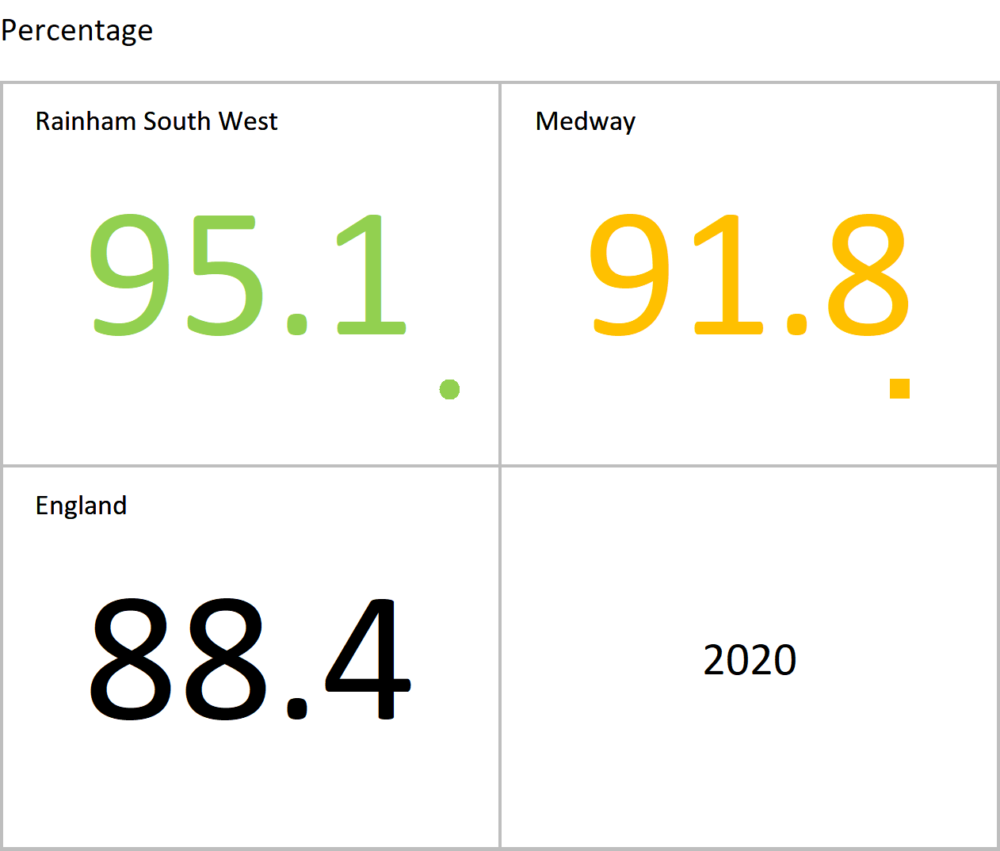 Percentage
Rainham South West
Medway
95.1
91.8
England
88.4
2020